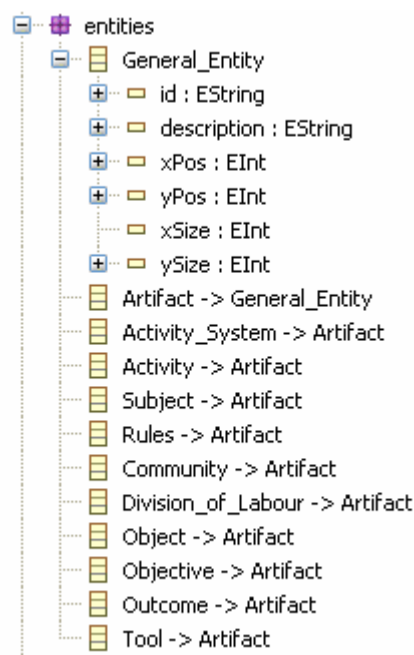 entities
General_Entity
id : EString
description : EString
xPos : EInt
yPos : EInt
xSize : EInt
ySize : EInt
Artifact -> General_Entity
Activity_System -> Artifact
Activity -> Artifact
Subject -> Artifact
Rules -> Artifact
Community -> Artifact
Division_of_Labour -> Artifact
Object -> Artifact
Objective -> Artifact
Outcome -> Artifact
Tool -> Artifact